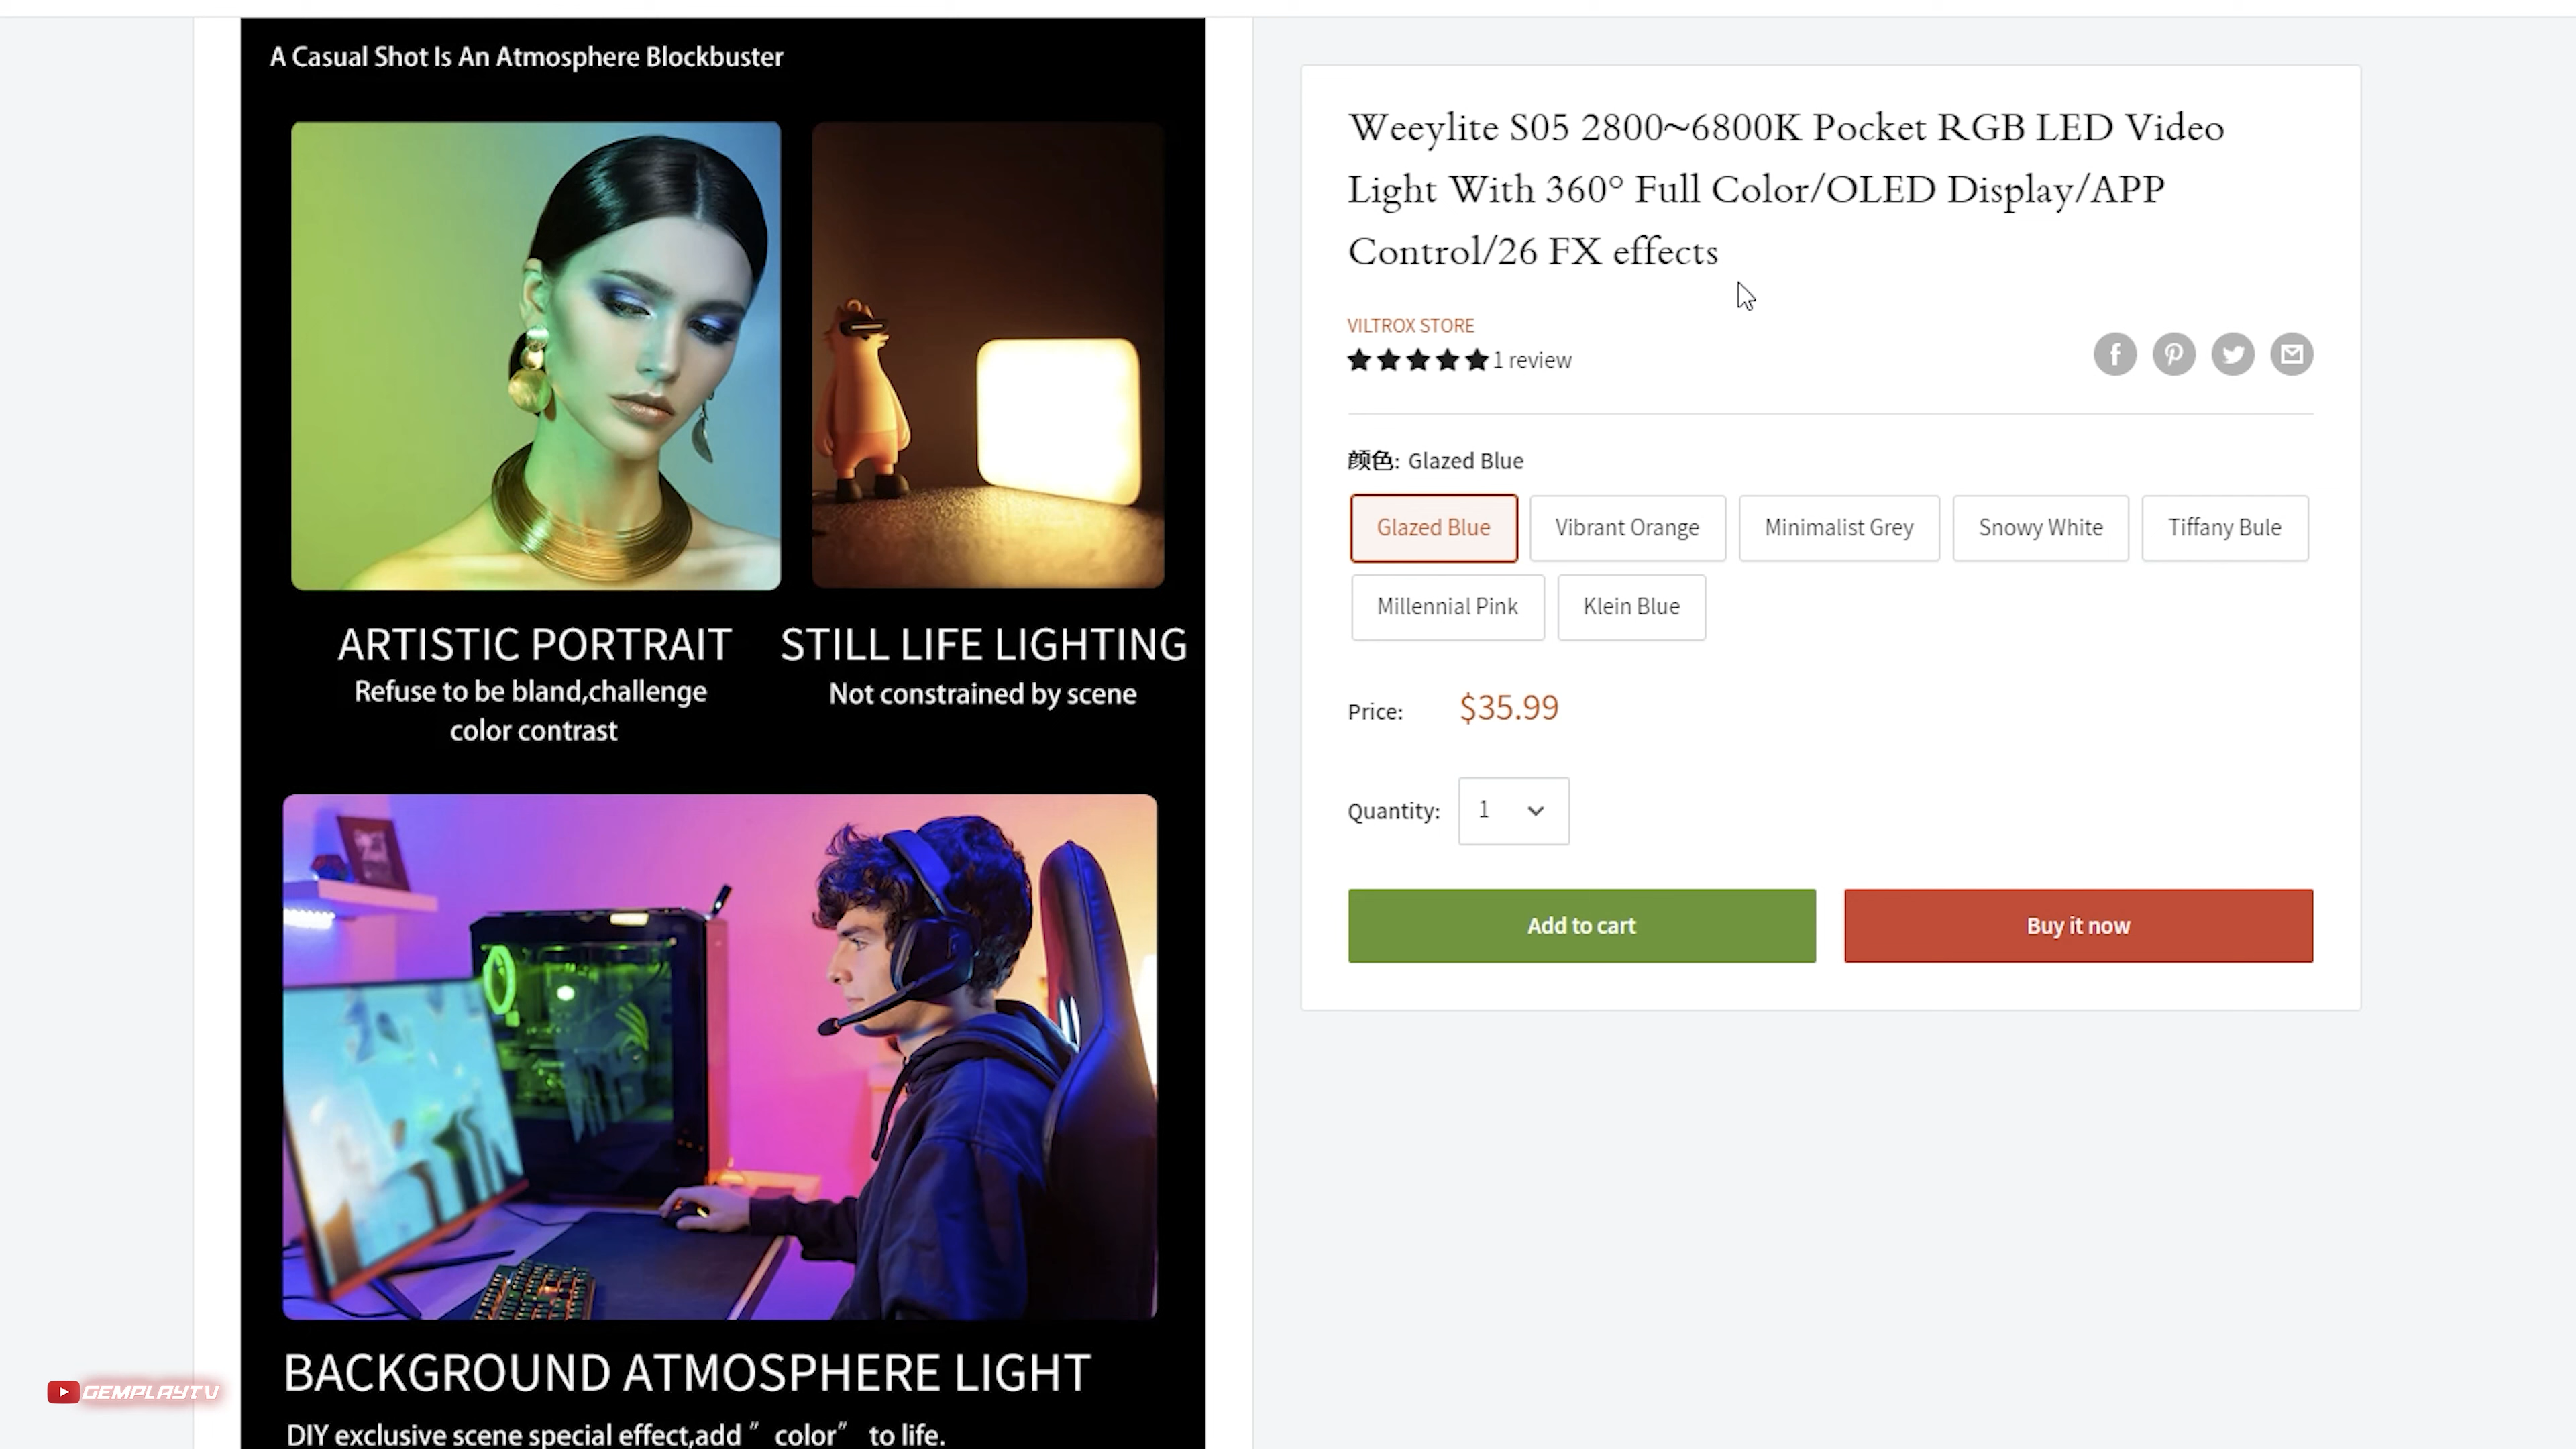 A Casual Shot Is An Atmosphere Blockbuster
ARTISTIC PORTRAIT
Refuse to be bland,challenge
color contrast
STILL LIFE LIGHTING
Not constrained by scene
BACKGROUND ATMOSPHERE LIGHT
DIY exclusive scene special effect,add " color" to life.
GEMPLAYTV
Weeylite S05 2800~6800K Pocket RGB LED Video
Light With 360° Full Color/OLED Display/APP
Control/26 FX effects
VILTROX STORE
1 review
颜色: Glazed Blue
Glazed Blue
Vibrant Orange
Minimalist Grey
Snowy White
Tiffany Bule
Millennial Pink
Klein Blue
Price: $35.99
Quantity: 1
Add to cart
Buy it now